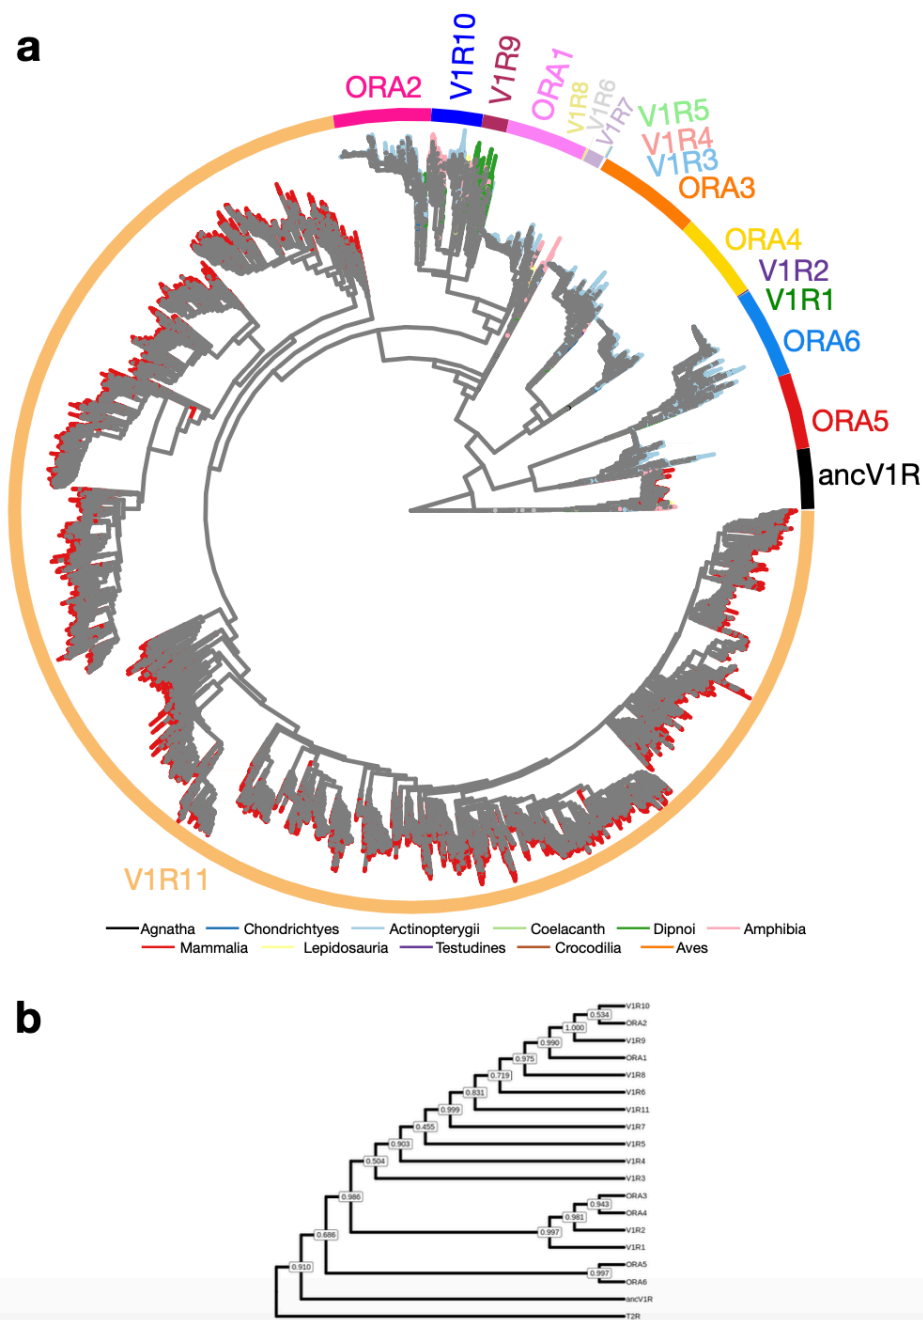 a
ORA2
V1R10
V1R9
ORA1
V1R8
V1R6
V1R7
V1R5
V1R4
V1R3
ORA3
ORA4
V1R2
V1R1
ORA6
ORA5
ancV1R
V1R11
Agnatha Chondrichtyes Actinopterygii Coelacanth Dipnoi Amphibia
Mammalia Lepidosauria Testudines Crocodilia Aves
b
V1R10
0.534
ORA2
1.000
V1R9
0.990
ORA1
0.975
V1R8
0.719
V1R6
0.831
V1R11
0.999
V1R7
0.455
V1R5
0.903
V1R4
0.504
V1R3
0.986
ORA3
0.943
ORA4
0.981
V1R2
0.997
V1R1
0.686
ORA5
0.997
0.910
ORA6
ancV1R
T2R